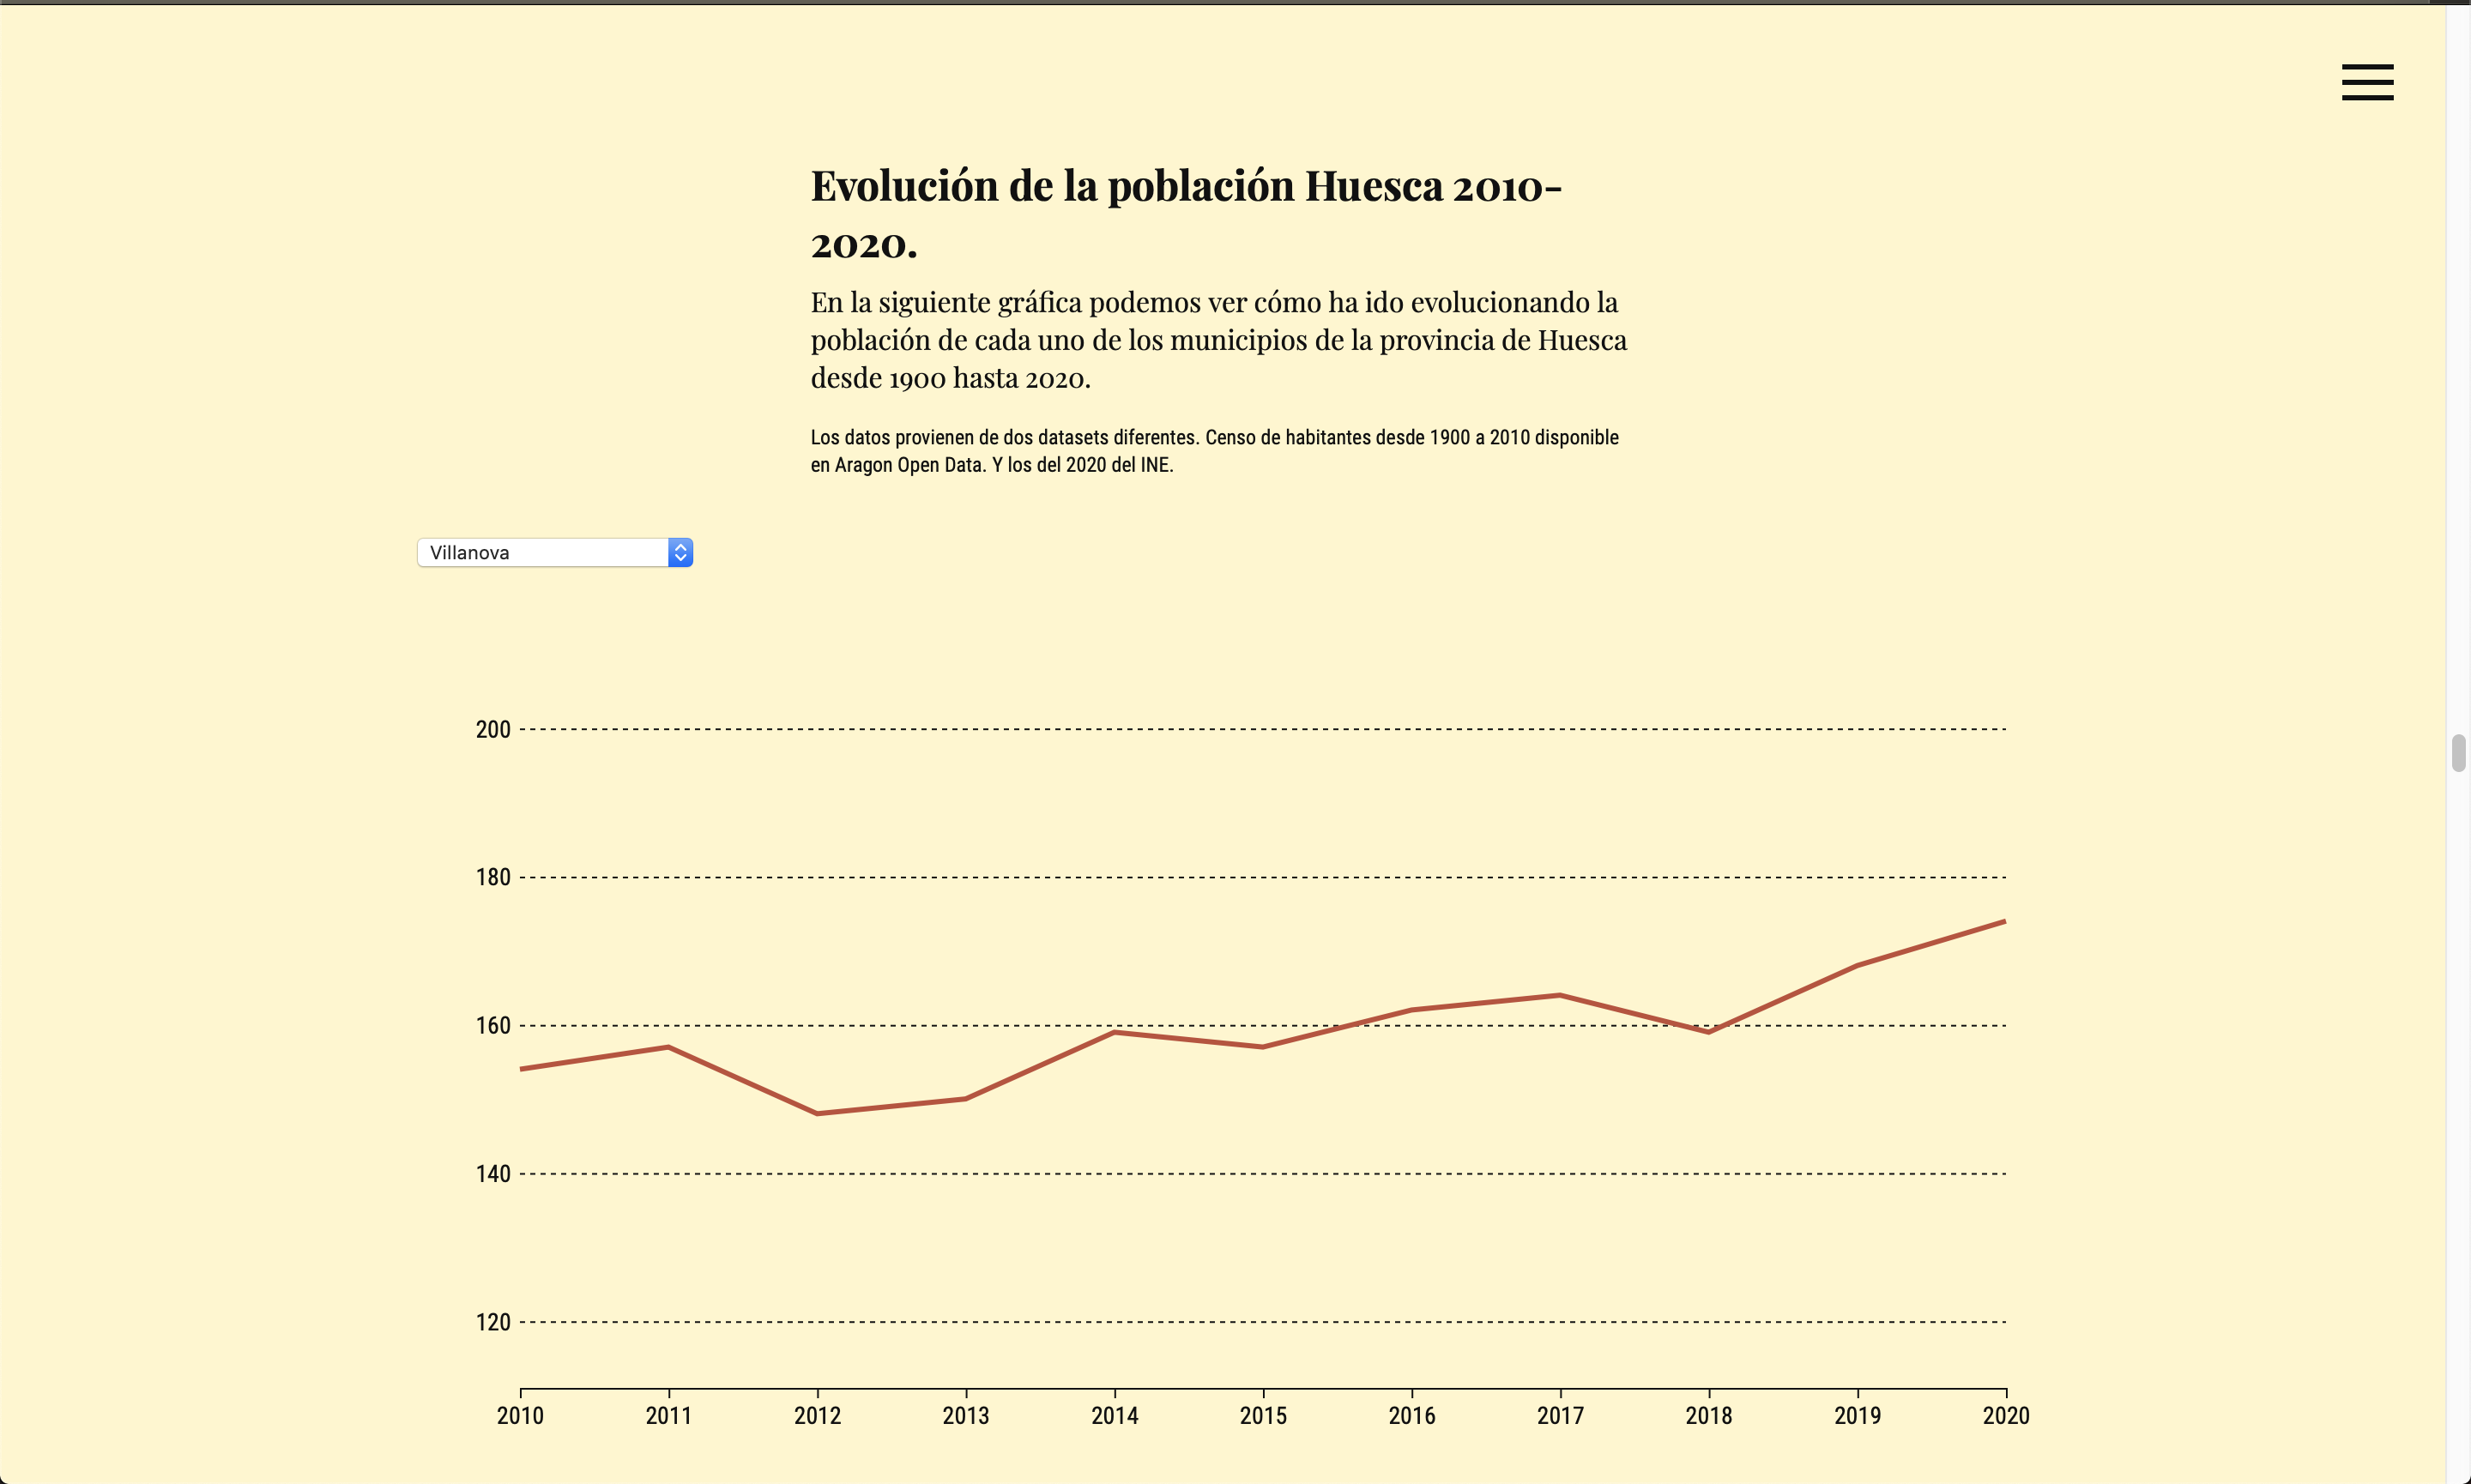 Evolución de la población Huesca 2010-
2020.
En la siguiente gráfica podemos ver cómo ha ido evolucionando la
población de cada uno de los municipios de la provincia de Huesca
desde 1900 hasta 2020.
Los datos provienen de dos datasets diferentes. Censo de habitantes desde 1900 a 2010 disponible
en Aragon Open Data. Y los del 2020 del INE.
Villanova
200
180
160
140
120
2010 2011 2012 2013 2014 2015 2016 2017 2018 2019 2020